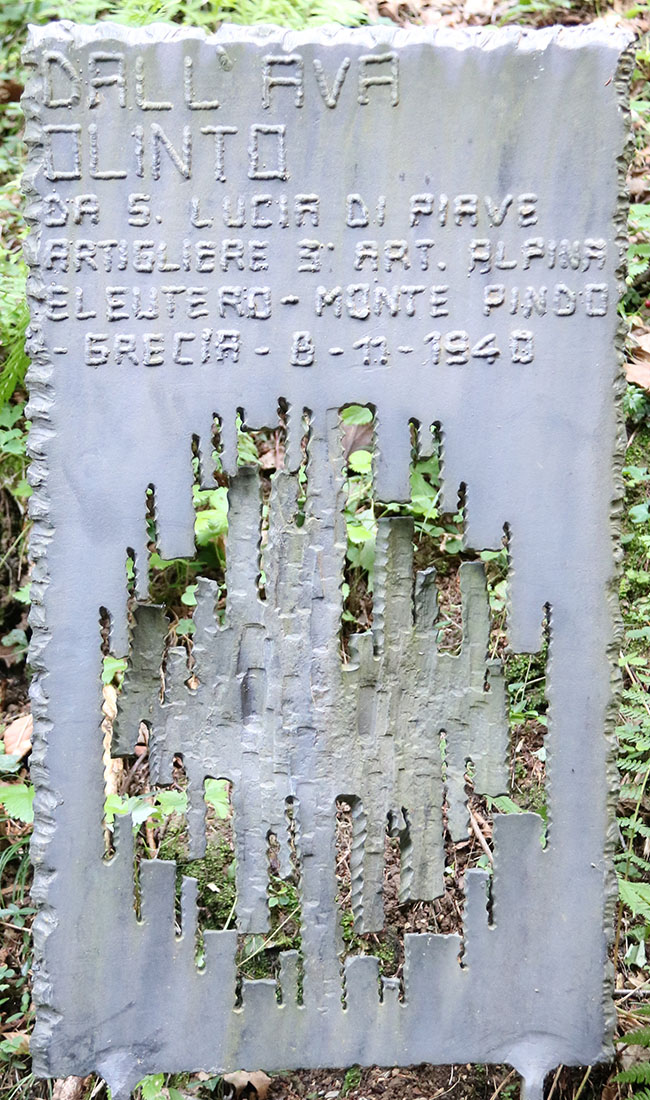 DALL'AVA
OLINTO
DA S. LUCIA DI PIAVE
ARTIGLIERE 3° ART. ALPINA
ELEUTERO - MONTE PINDO
- GRECIA - 8 - 11 - 1940